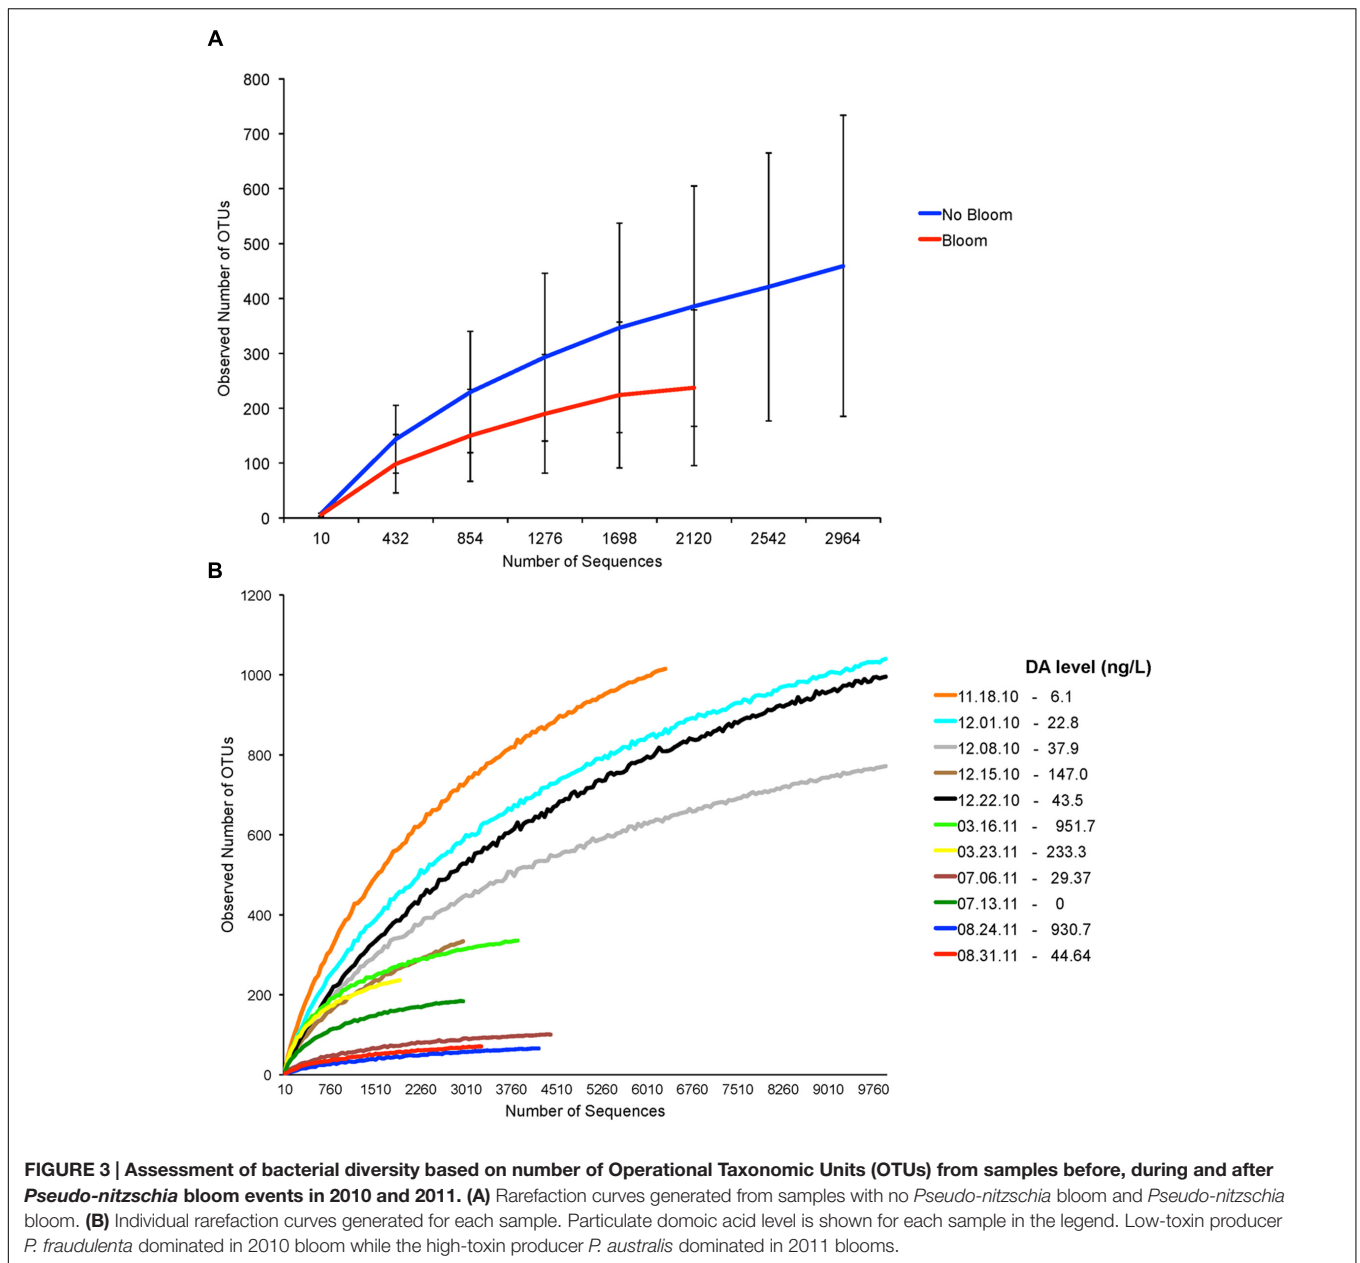 A
800
700
600
500
400
300
200
100
0
Observed Number of OTUs
10 432 854 1276 1698 2120 2542 2964
Number of Sequences
No Bloom
Bloom
B
1200
1000
800
600
400
200
0
Observed Number of OTUs
10 760 1510 2260 3010 3760 4510 5260 6010 6760 7510 8260 9010 9760
Number of Sequences
DA level (ng/L)
11.18.10 - 6.1
12.01.10 - 22.8
12.08.10 - 37.9
12.15.10 - 147.0
12.22.10 - 43.5
03.16.11 - 951.7
03.23.11 - 233.3
07.06.11 - 29.37
07.13.11 - 0
08.24.11 - 930.7
08.31.11 - 44.64
FIGURE 3 | Assessment of bacterial diversity based on number of Operational Taxonomic Units (OTUs) from samples before, during and after
Pseudo-nitzschia bloom events in 2010 and 2011. (A) Rarefaction curves generated from samples with no Pseudo-nitzschia bloom and Pseudo-nitzschia
bloom. (B) Individual rarefaction curves generated for each sample. Particulate domoic acid level is shown for each sample in the legend. Low-toxin producer
P. fraudulenta dominated in 2010 bloom while the high-toxin producer P. australis dominated in 2011 blooms.